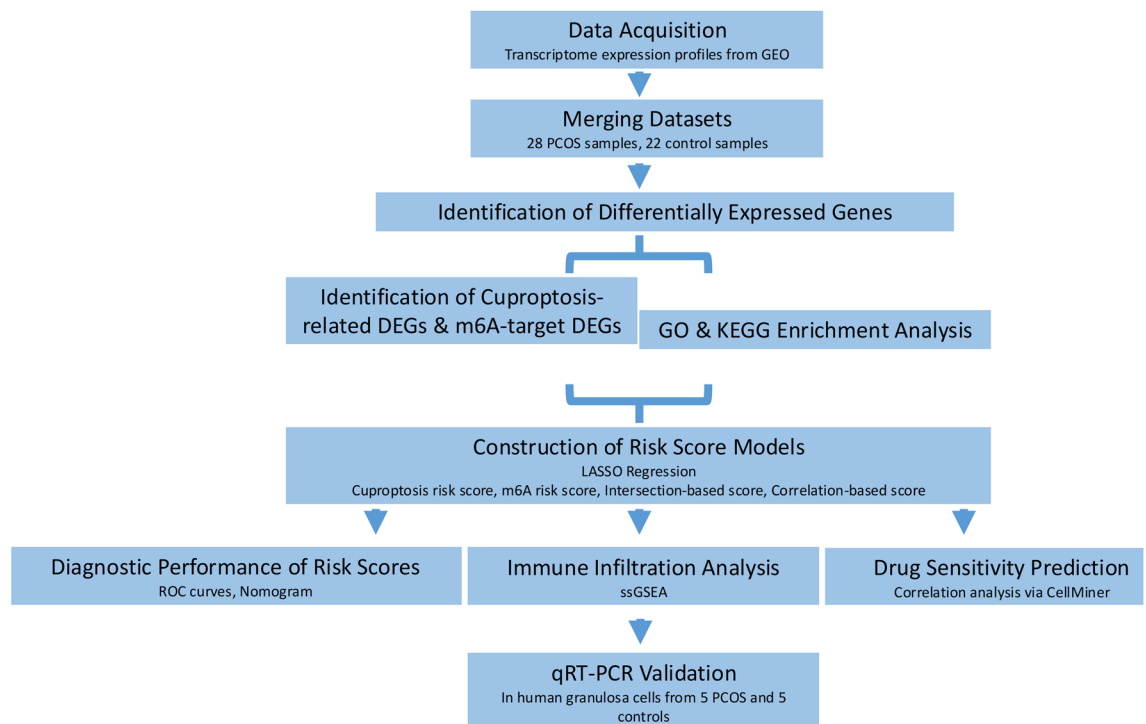 Data Acquisition
Transcriptome expression profiles from GEO
Merging Datasets
28 PCOS samples, 22 control samples
Identification of Differentially Expressed Genes
Identification of Cuproptosis-
related DEGs & m6A-target DEGs
GO & KEGG Enrichment Analysis
Construction of Risk Score Models
LASSO Regression
Cuproptosis risk score, m6A risk score, Intersection-based score, Correlation-based score
Diagnostic Performance of Risk Scores
ROC curves, Nomogram
Immune Infiltration Analysis
ssGSEA
Drug Sensitivity Prediction
Correlation analysis via CellMiner
qRT-PCR Validation
In human granulosa cells from 5 PCOS and 5
controls